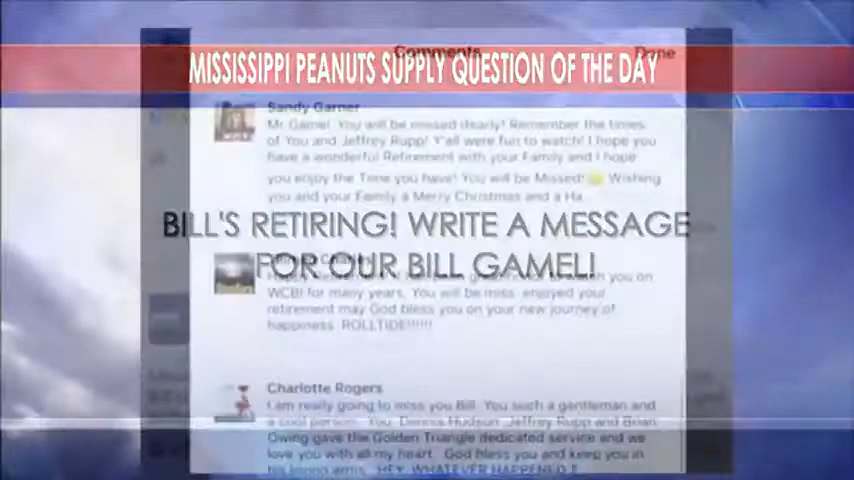 Comments
Done
MISSISSIPPI PEANUTS SUPPLY QUESTION OF THE DAY
Sandy Garner
Mr Gamel You will be missed dearly! Remember the times
of You and Jeffrey Rupp! Y'all were fun to watch! I hope you
have a wonderful Retirement with your Family and I hope
you enjoy the Time you have! You will be Missed! Wishing
you and your Family a Merry Christmas and a Ha
BILL'S RETIRING! WRITE A MESSAGE
FOR OUR BILL GAMEL!
you on
WCBI for many years. You will be miss enjoyed your
retirement may God bless you on your new journey of
happiness ROLLTIDE!!!!!!
Charlotte Rogers
I am really going to miss you Bill. You such a gentleman and
a cool person. You, Donna Hudson, Jeffrey Rupp and Brian
Owing gave the Golden Triangle dedicated service and we
love you with all my heart. God bless you and keep you in
his loving arms. HEY, WHATEVER HAPPENED